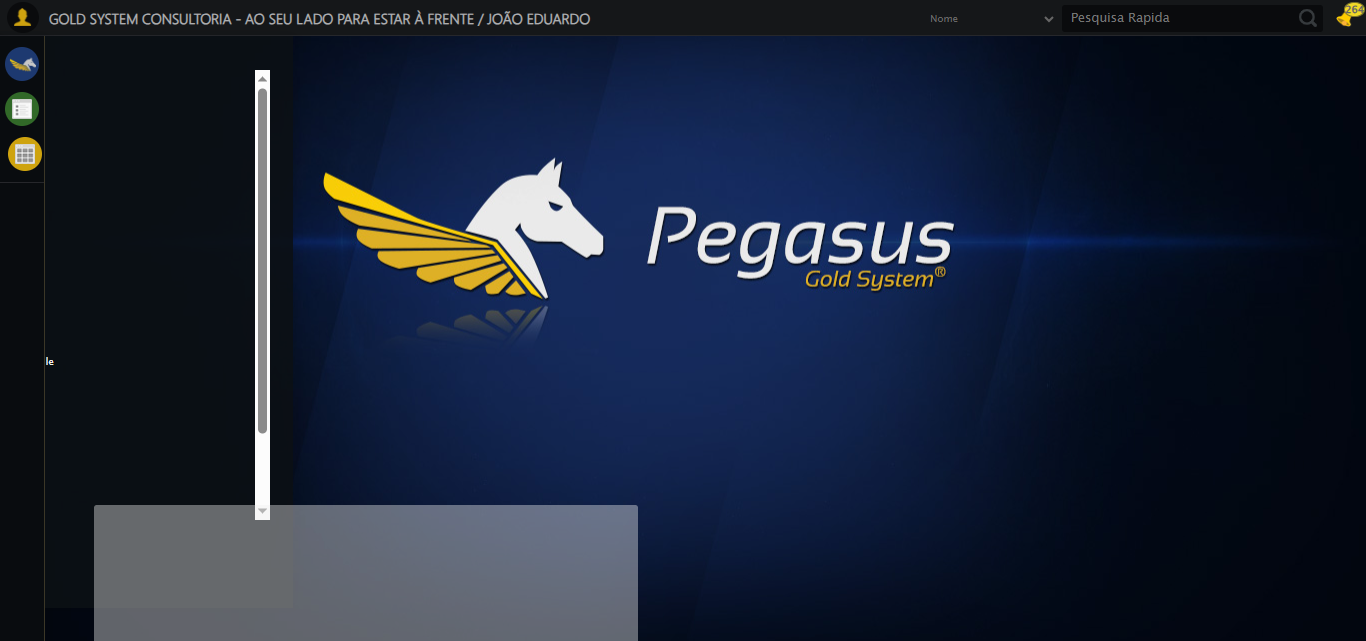 GOLD SYSTEM CONSULTORIA - AO SEU LADO PARA ESTAR À FRENTE / JOÃO EDUARDO
Nome
Pesquisa Rapida
264
Pegasus
Gold System®
le